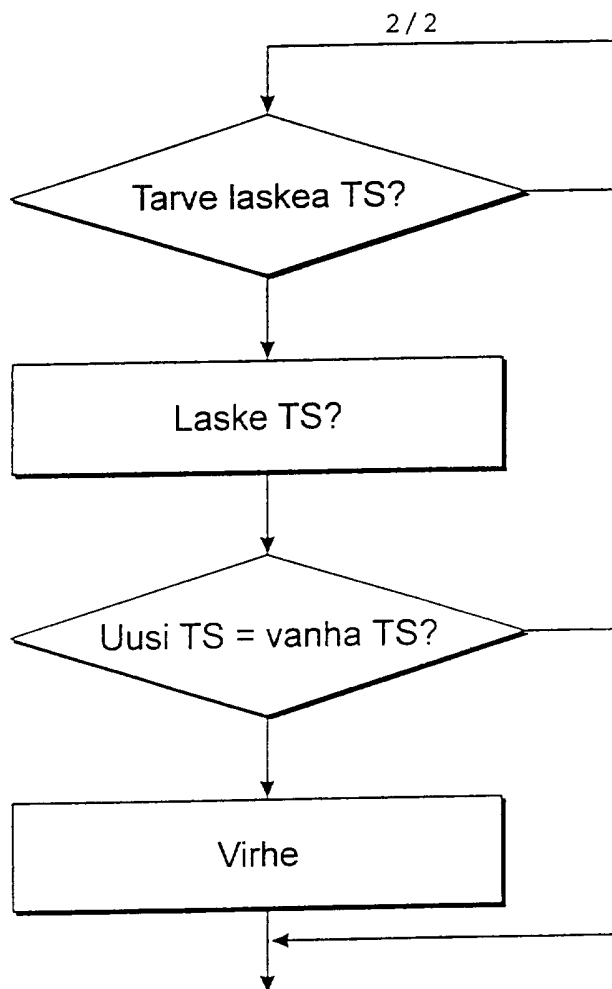 2/2
Tarve laskea TS?
Laske TS?
Uusi TS = vanha TS?
Virhe